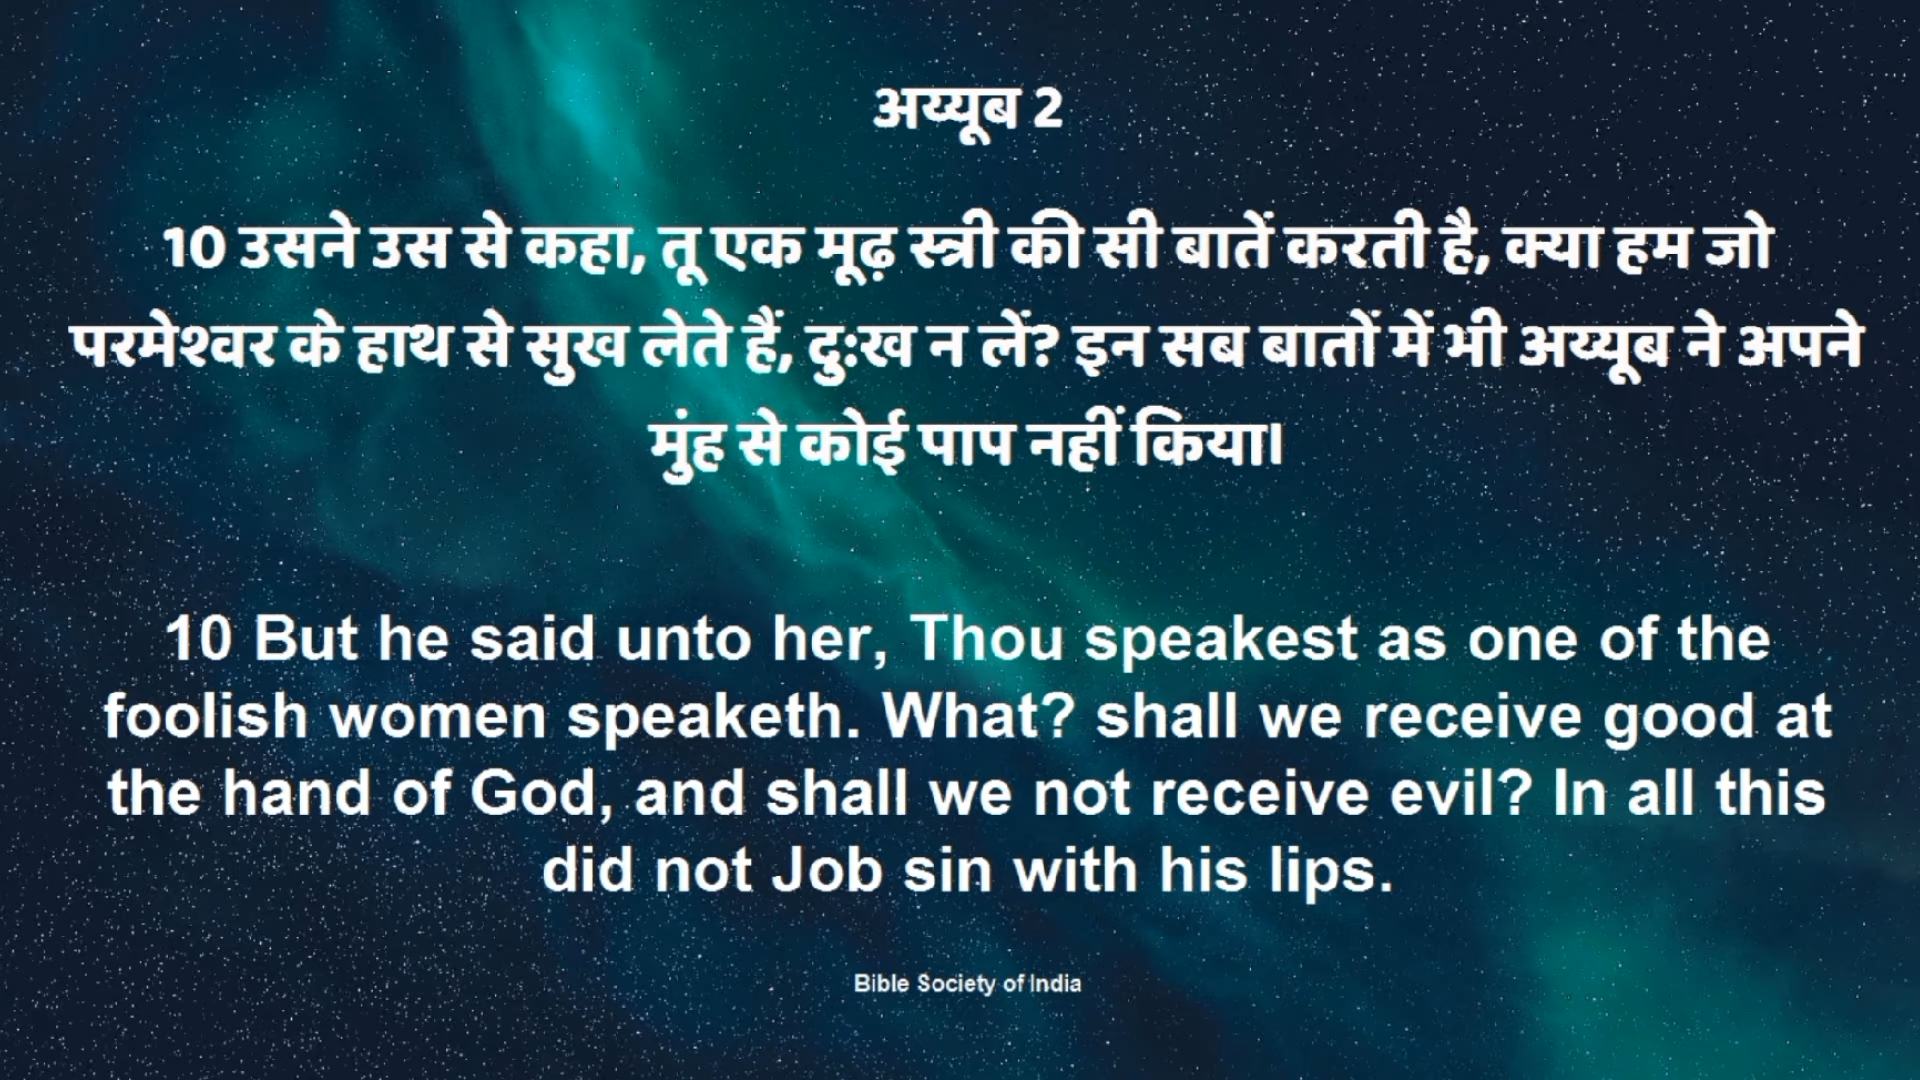 अय्यूब 2
10 उसने उस से कहा, तू एक मूढ़ स्त्री की सी बातें करती है, क्या हम जो
परमेश्वर के हाथ से सुख लेते हैं, दु:ख न लें? इन सब बातों में भी अय्यूब ने अपने
मुंह से कोई पाप नहीं किया।
10 But he said unto her, Thou speakest as one of the
foolish women speaketh. What? shall we receive good at
the hand of God, and shall we not receive evil? In all this
did not Job sin with his lips.
Bible Society of India